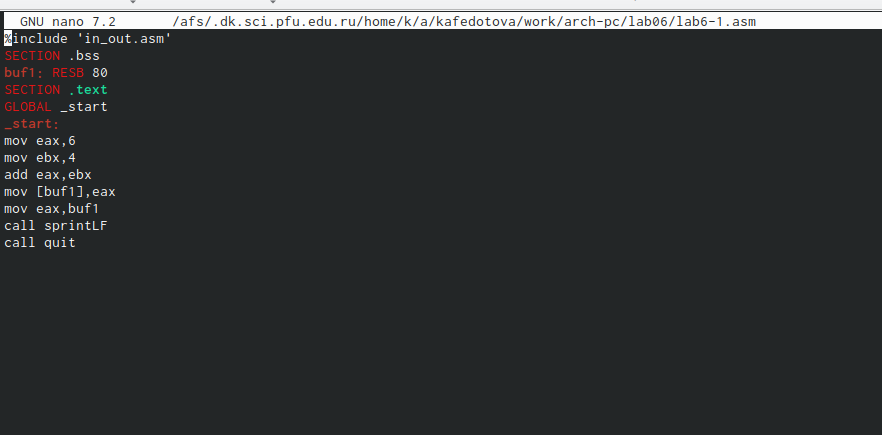 GNU nano 7.2 /afs/.dk.sci.pfu.edu.ru/home/k/a/kafedotova/work/arch-pc/lab06/lab6-1.asm
%include 'in_out.asm'
SECTION .bss
buf1: RESB 80
SECTION .text
GLOBAL _start
_start:
mov eax,6
mov ebx,4
add eax,ebx
mov [buf1],eax
mov eax,buf1
call sprintLF
call quit